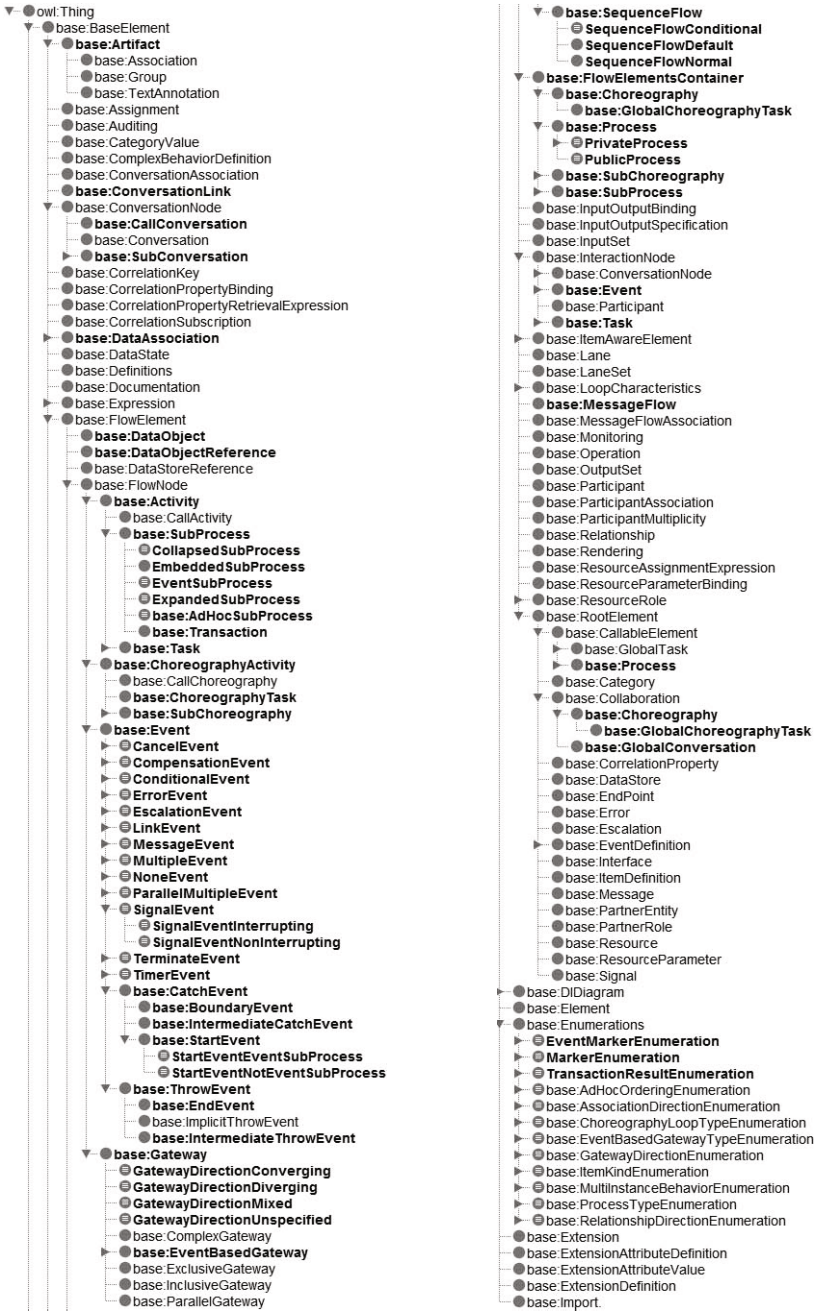 owl:Thing
base:BaseElement
base:Artifact
base:Association
base:Group
base:TextAnnotation
base:Assignment
base:Auditing
base:CategoryValue
base:ComplexBehaviorDefinition
base:ConversationAssociation
base:ConversationLink
base:ConversationNode
base:CallConversation
base:Conversation
base:SubConversation
base:CorrelationKey
base:CorrelationPropertyBinding
base:CorrelationPropertyRetrievalExpression
base:CorrelationSubscription
base:DataAssociation
base:DataState
base:Definitions
base:Documentation
base:Expression
base:FlowElement
base:DataObject
base:DataObjectReference
base:DataStoreReference
base:FlowNode
base:Activity
base:CallActivity
base:SubProcess
CollapsedSubProcess
EmbeddedSubProcess
EventSubProcess
ExpandedSubProcess
base:AdHocSubProcess
base:Transaction
base:Task
base:ChoreographyActivity
base:CallChoreography
base:ChoreographyTask
base:SubChoreography
base:Event
CancelEvent
CompensationEvent
ConditionalEvent
ErrorEvent
EscalationEvent
LinkEvent
MessageEvent
MultipleEvent
NoneEvent
ParallelMultipleEvent
SignalEvent
SignalEventInterrupting
SignalEventNonInterrupting
TerminateEvent
TimerEvent
base:CatchEvent
base:BoundaryEvent
base:IntermediateCatchEvent
base:StartEvent
StartEventEventSubProcess
StartEventNotEventSubProcess
base:ThrowEvent
base:EndEvent
base:ImplicitThrowEvent
base:IntermediateThrowEvent
base:Gateway
GatewayDirectionConverging
GatewayDirectionDiverging
GatewayDirectionMixed
GatewayDirectionUnspecified
base:ComplexGateway
base:EventBasedGateway
base:ExclusiveGateway
base:InclusiveGateway
base:ParallelGateway
base:SequenceFlow
SequenceFlowConditional
SequenceFlowDefault
SequenceFlowNormal
base:FlowElementsContainer
base:Choreography
base:GlobalChoreographyTask
base:Process
PrivateProcess
PublicProcess
base:SubChoreography
base:SubProcess
base:InputOutputBinding
base:InputOutputSpecification
base:InputSet
base:InteractionNode
base:ConversationNode
base:Event
base:Participant
base:Task
base:ItemAwareElement
base:Lane
base:LaneSet
base:LoopCharacteristics
base:MessageFlow
base:MessageFlowAssociation
base:Monitoring
base:Operation
base:OutputSet
base:Participant
base:ParticipantAssociation
base:ParticipantMultiplicity
base:Relationship
base:Rendering
base:ResourceAssignmentExpression
base:ResourceParameterBinding
base:ResourceRole
base:RootElement
base:CallableElement
base:GlobalTask
base:Process
base:Category
base:Collaboration
base:Choreography
base:GlobalChoreographyTask
base:GlobalConversation
base:CorrelationProperty
base:DataStore
base:EndPoint
base:Error
base:Escalation
base:EventDefinition
base:Interface
base:ItemDefinition
base:Message
base:PartnerEntity
base:PartnerRole
base:Resource
base:ResourceParameter
base:Signal
base:DIDiagram
base:Element
base:Enumerations
EventMarkerEnumeration
MarkerEnumeration
TransactionResultEnumeration
base:AdHocOrderingEnumeration
base:AssociationDirectionEnumeration
base:ChoreographyLoopTypeEnumeration
base:EventBasedGatewayTypeEnumeration
base:GatewayDirectionEnumeration
base:ItemKindEnumeration
base:MultiInstanceBehaviorEnumeration
base:ProcessTypeEnumeration
base:RelationshipDirectionEnumeration
base:Extension
base:ExtensionAttributeDefinition
base:ExtensionAttributeValue
base:ExtensionDefinition
base:Import.